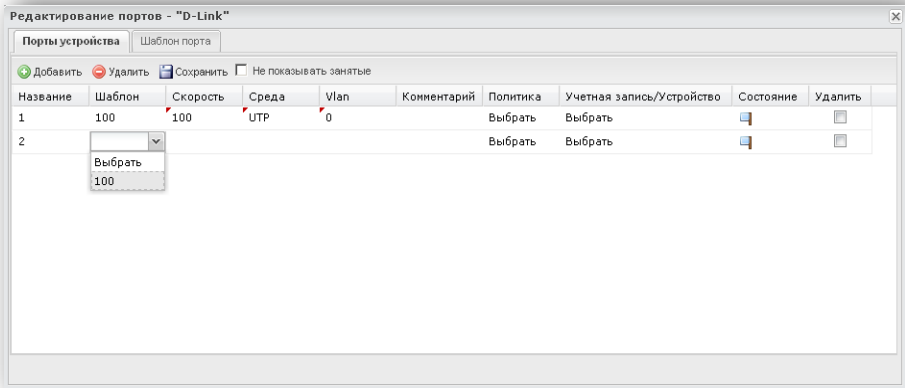 Редактирование портов - "D-Link"
Порты устройства Шаблон порта
Добавить Удалить Сохранить Не показывать занятые
Название Шаблон Скорость Среда Vlan Комментарий Политика Учетная запись/Устройство Состояние Удалить
1 100 100 UTP 0 Выбрать Выбрать
2 Выбрать Выбрать
Выбрать
100